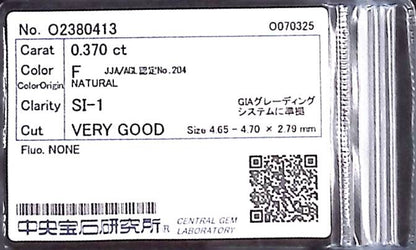 No. O2380413 O070325
Carat 0.370 ct
Color F JJA/AGL認定No.204
ColorOrigin NATURAL
Clarity SI-1 GIAグレーディング
システムに準拠
Cut VERY GOOD Size 4.65 - 4.70 × 2.79 mm
Fluo. NONE
中央宝石研究所® CENTRAL GEM
LABORATORY